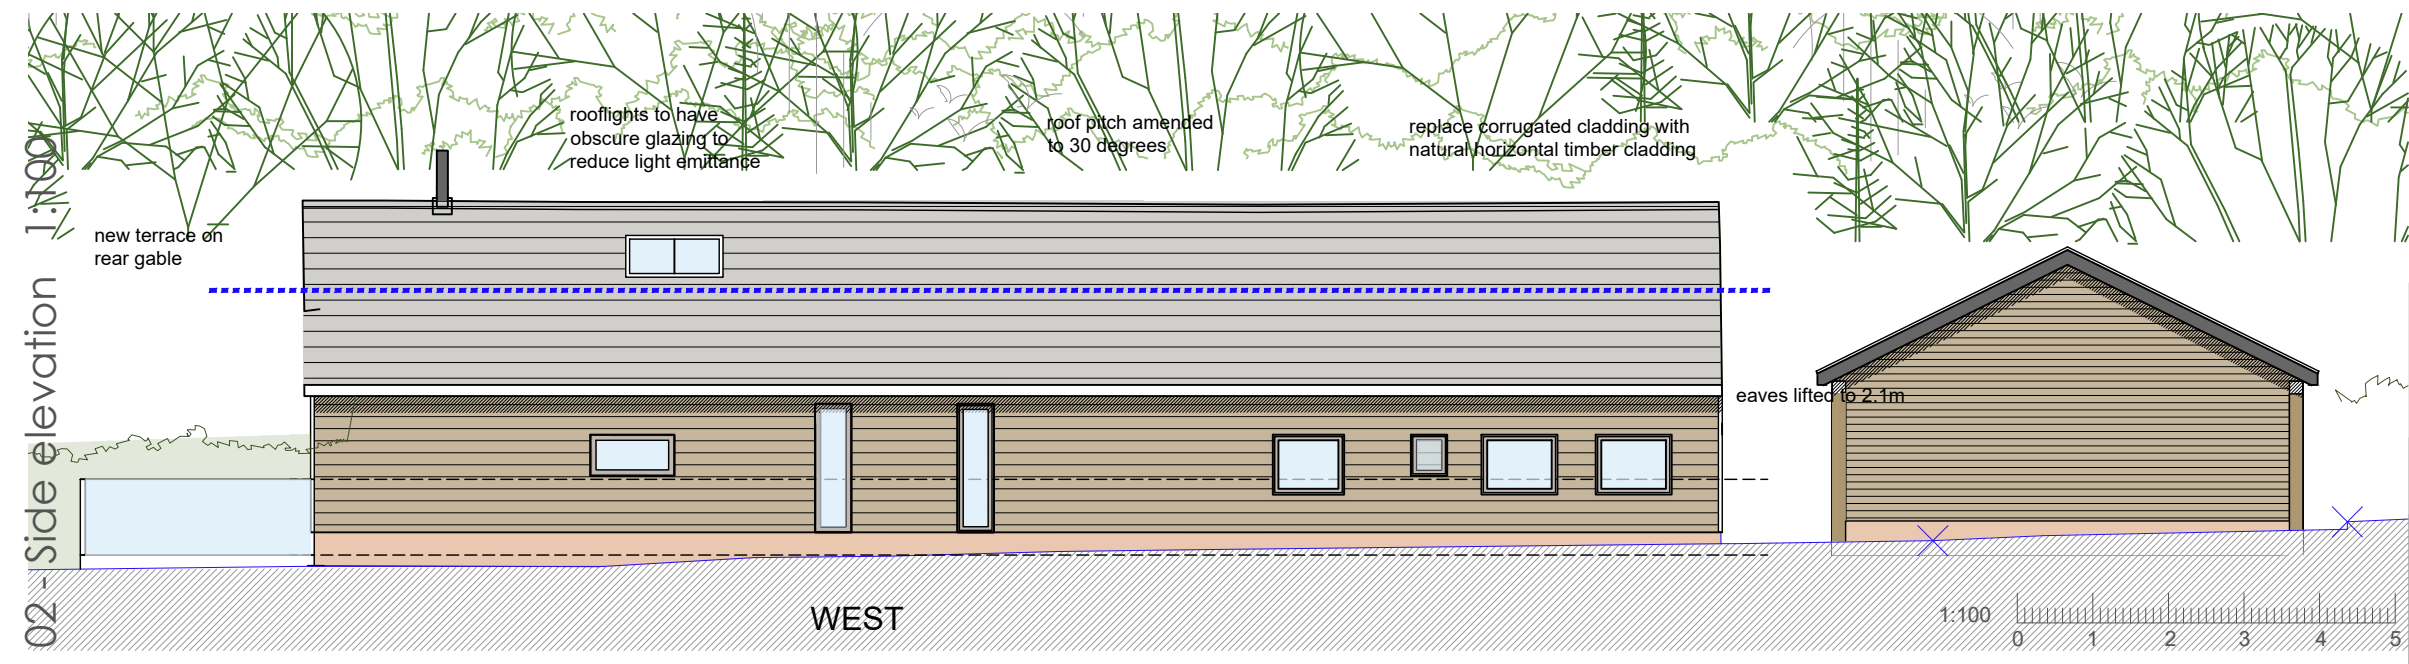 02 - Side elevation 1:100
new terrace on
rear gable
rooflights to have
obscure glazing to
reduce light emittance
roof pitch amended
to 30 degrees
replace corrugated cladding with
natural horizontal timber cladding
eaves lifted to 2.1m
WEST
1:100
0 1 2 3 4 5